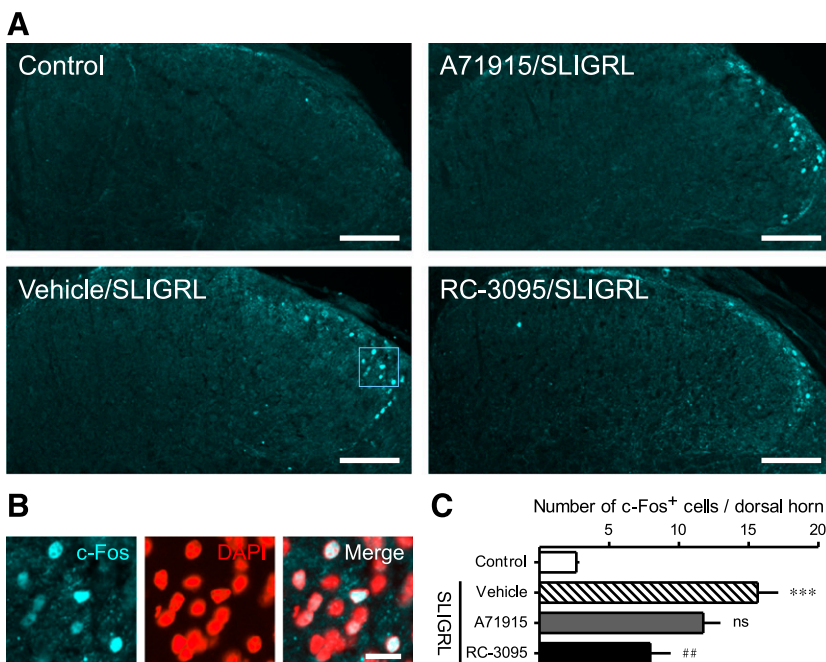 A
Control
A71915/SLIGRL
Vehicle/SLIGRL
RC-3095/SLIGRL
B
c-Fos
DAPI
Merge
C
Number of c-Fos⁺ cells / dorsal horn
5 10 15 20
Control
Vehicle ***
A71915 ns
RC-3095 ##
SLIGRL